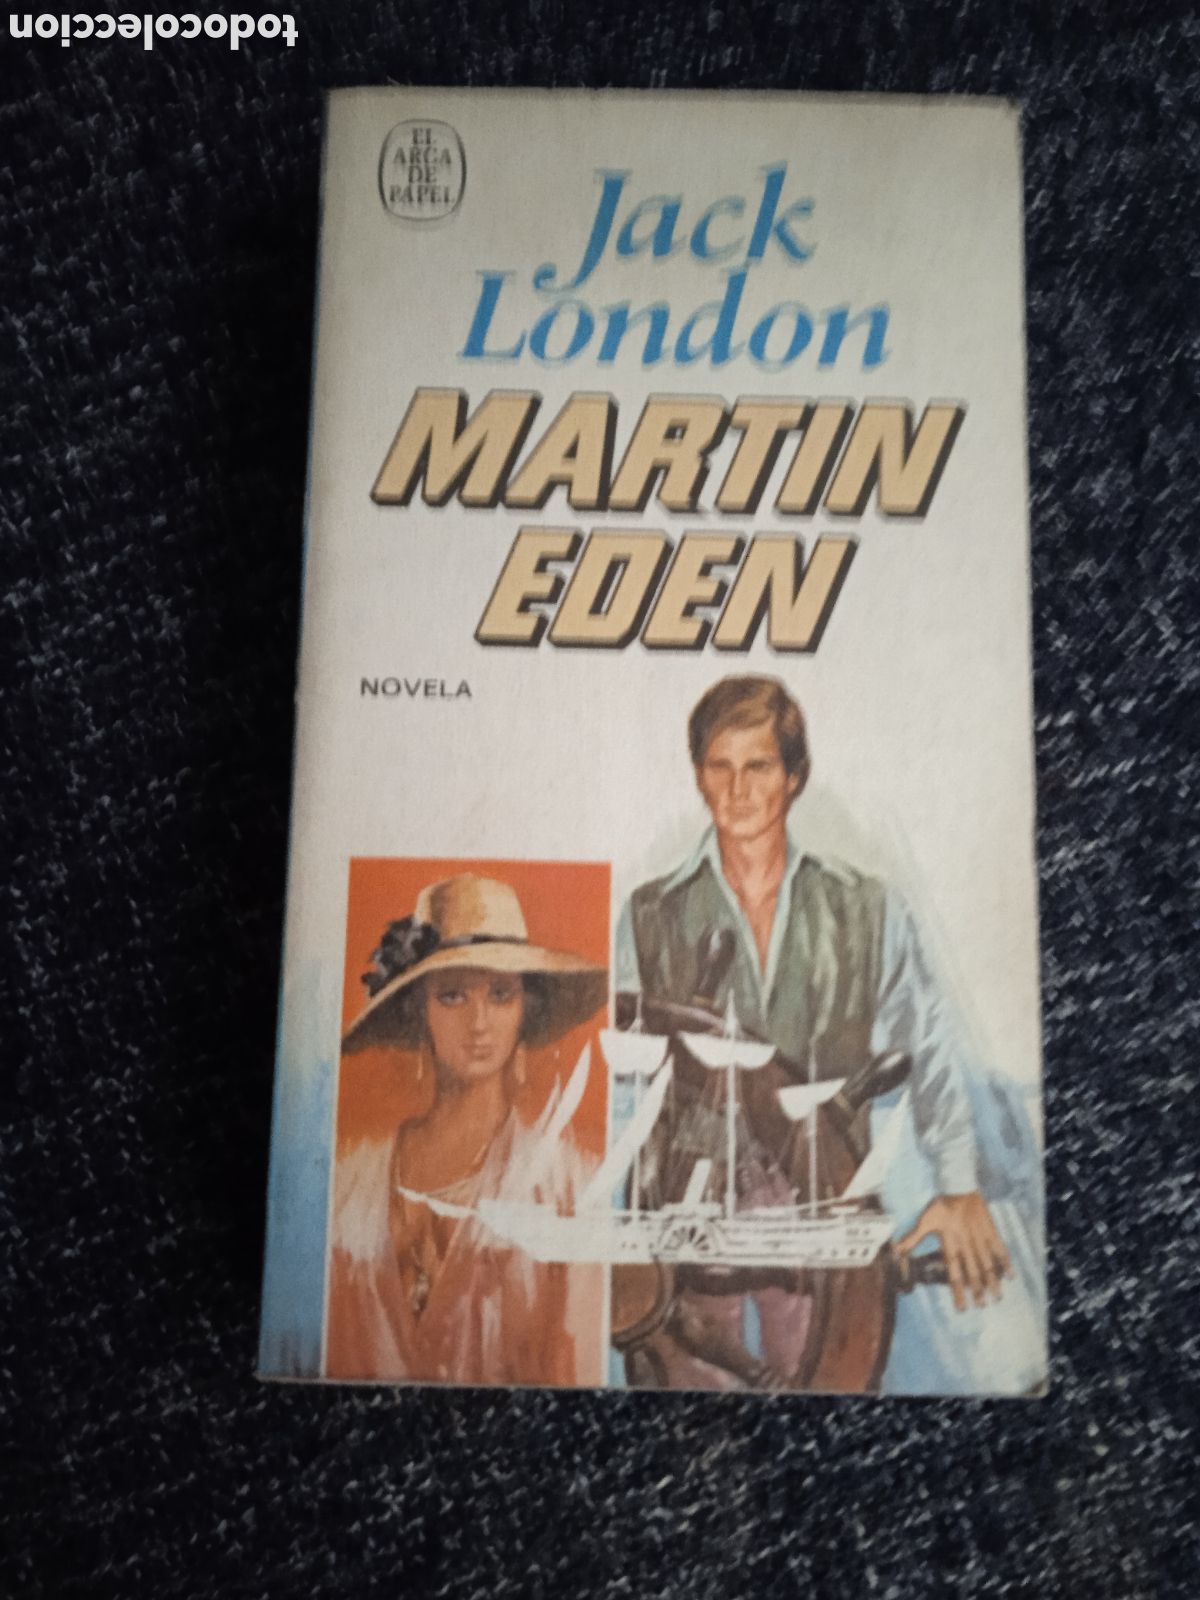 todocoleccion
EL
ARCA
DE
PAPEL
Jack
London
MARTIN
EDEN
NOVELA